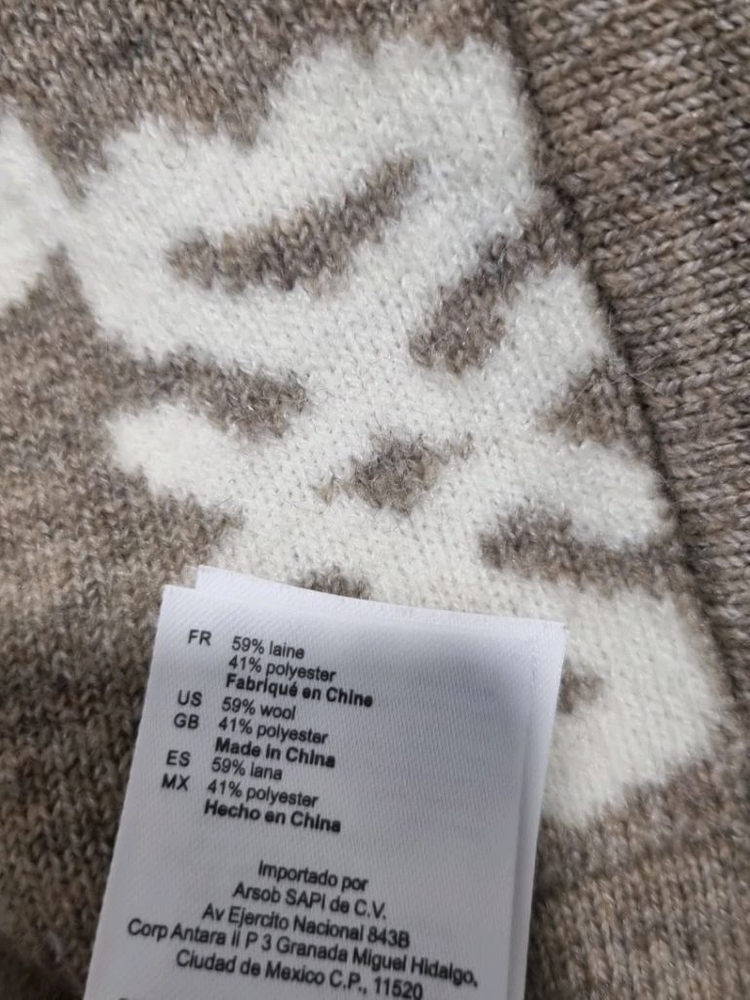 FR 59% laine
41% polyester
Fabriqué en Chine
US 59% wool
GB 41% polyester
Made in China
ES 59% lana
MX 41% polyester
Hecho en China
Importado por
Arsob SAPI de C.V.
Av Ejercito Nacional 843B
Corp Antara II P 3 Granada Miguel Hidalgo,
Ciudad de Mexico C.P., 11520